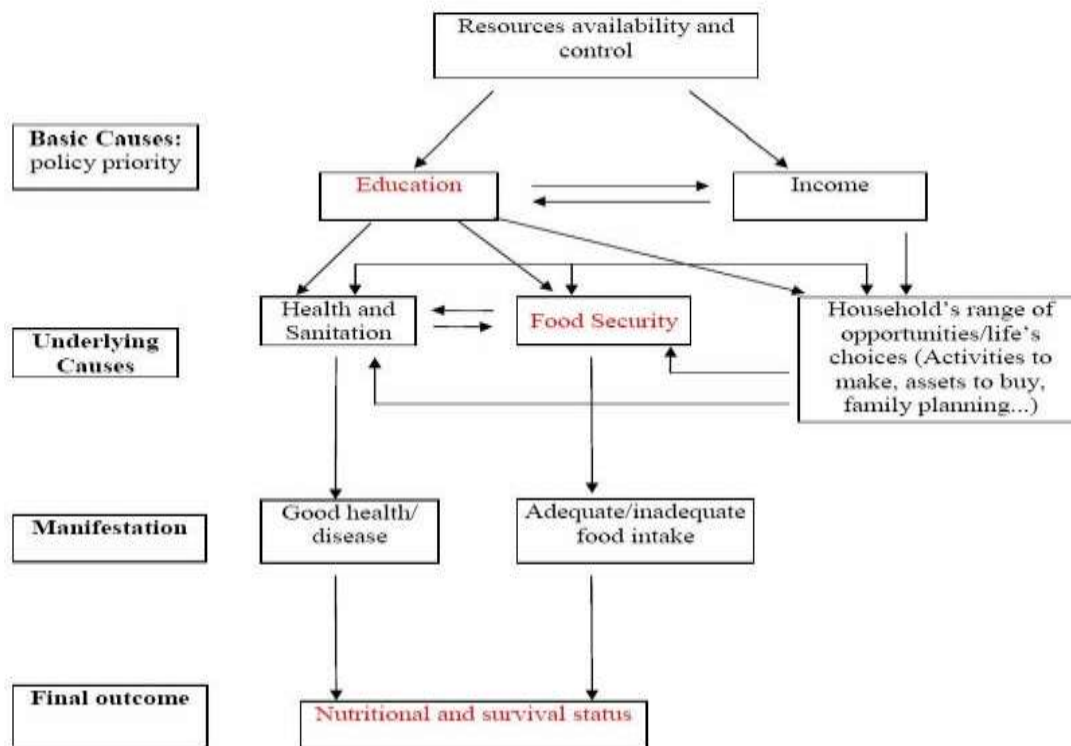 Resources availability and
control
Basic Causes:
policy priority
Education
Income
Underlying
Causes
Health and
Sanitation
Food Security
Household's range of
opportunities/life's
choices (Activities to
make, assets to buy,
family planning...)
Manifestation
Good health/
disease
Adequate/inadequate
food intake
Final outcome
Nutritional and survival status